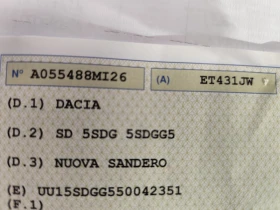 N° A055488MI26 (A) ET431JW
(D.1) DACIA
(D.2) SD 5SDG 5SDGG5
(D.3) NUOVA SANDERO
(E) UU15SDGG550042351
(F.1)